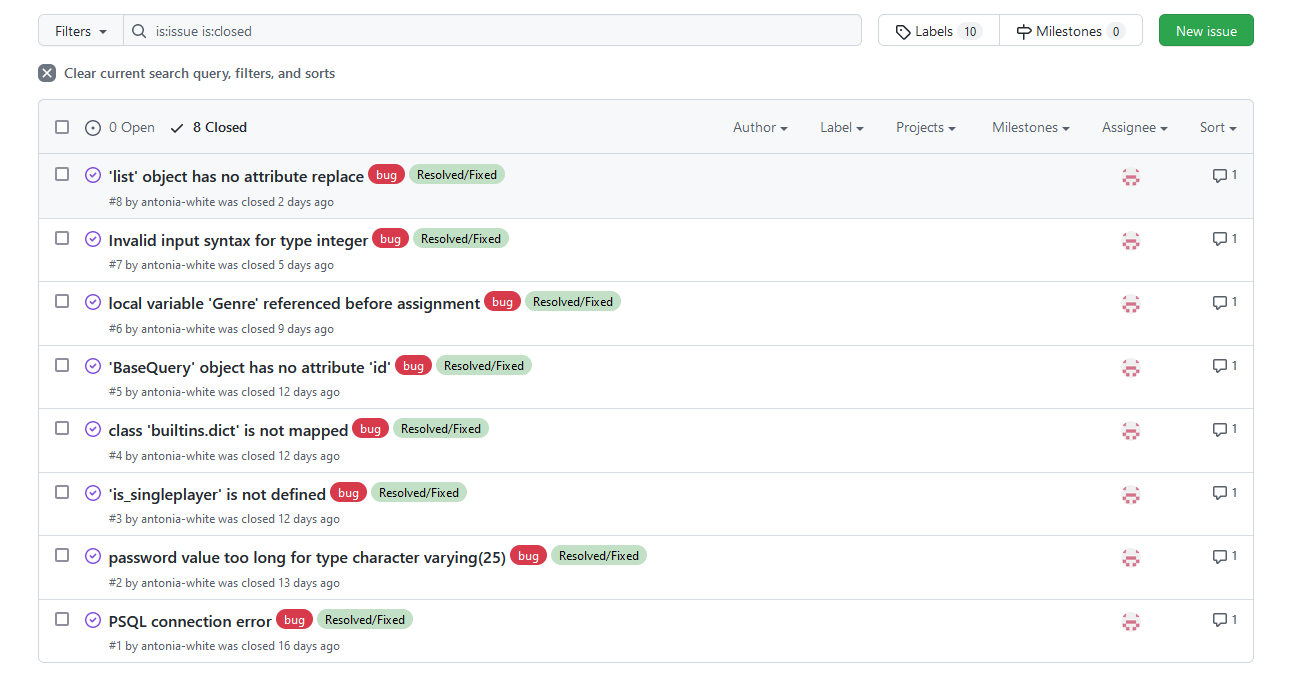 Filters is:issue is:closed Labels 10 Milestones 0 New issue
Clear current search query, filters, and sorts
0 Open 8 Closed Author Label Projects Milestones Assignee Sort
'list' object has no attribute replace bug Resolved/Fixed 1
#8 by antonia-white was closed 2 days ago
Invalid input syntax for type integer bug Resolved/Fixed 1
#7 by antonia-white was closed 5 days ago
local variable 'Genre' referenced before assignment bug Resolved/Fixed 1
#6 by antonia-white was closed 9 days ago
'BaseQuery' object has no attribute 'id' bug Resolved/Fixed 1
#5 by antonia-white was closed 12 days ago
class 'builtins.dict' is not mapped bug Resolved/Fixed 1
#4 by antonia-white was closed 12 days ago
'is_singleplayer' is not defined bug Resolved/Fixed 1
#3 by antonia-white was closed 12 days ago
password value too long for type character varying(25) bug Resolved/Fixed 1
#2 by antonia-white was closed 13 days ago
PSQL connection error bug Resolved/Fixed 1
#1 by antonia-white was closed 16 days ago